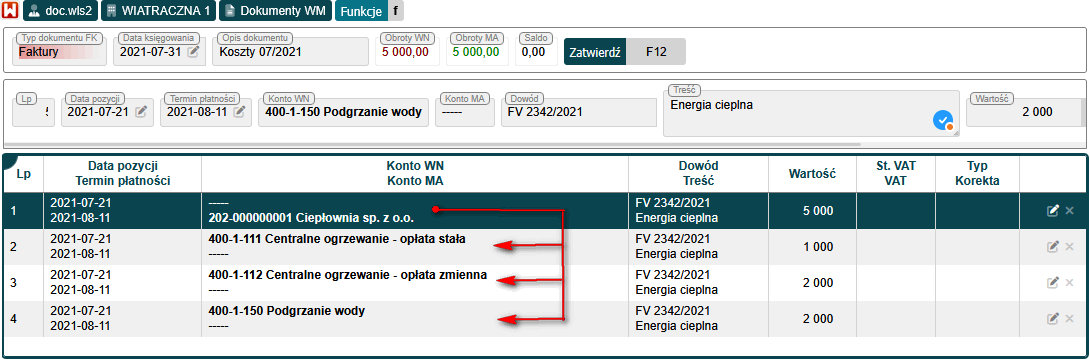 doc.wls2 WIATRACZNA 1 Dokumenty WM Funkcje f
Typ dokumentu FK Data księgowania Opis dokumentu Obroty WN Obroty MA Saldo
Faktury 2021-07-31 Koszty 07/2021 5 000,00 5 000,00 0,00 Zatwierdź F12
Lp Data pozycji Termin płatności Konto WN Konto MA Dowód Treść Wartość
2021-07-21 2021-08-11 400-1-150 Podgrzanie wody ----- FV 2342/2021 Energia cieplna 2 000
Lp Data pozycji Konto WN Dowód Wartość St. VAT Typ
Termin płatności Konto MA Treść VAT Korekta
1 2021-07-21 ----- FV 2342/2021 5 000
2021-08-11 202-000000001 Ciepłownia sp. z o.o. Energia cieplna
2 2021-07-21 400-1-111 Centralne ogrzewanie - opłata stała FV 2342/2021 1 000
2021-08-11 ----- Energia cieplna
3 2021-07-21 400-1-112 Centralne ogrzewanie - opłata zmienna FV 2342/2021 2 000
2021-08-11 ----- Energia cieplna
4 2021-07-21 400-1-150 Podgrzanie wody FV 2342/2021 2 000
2021-08-11 ----- Energia cieplna